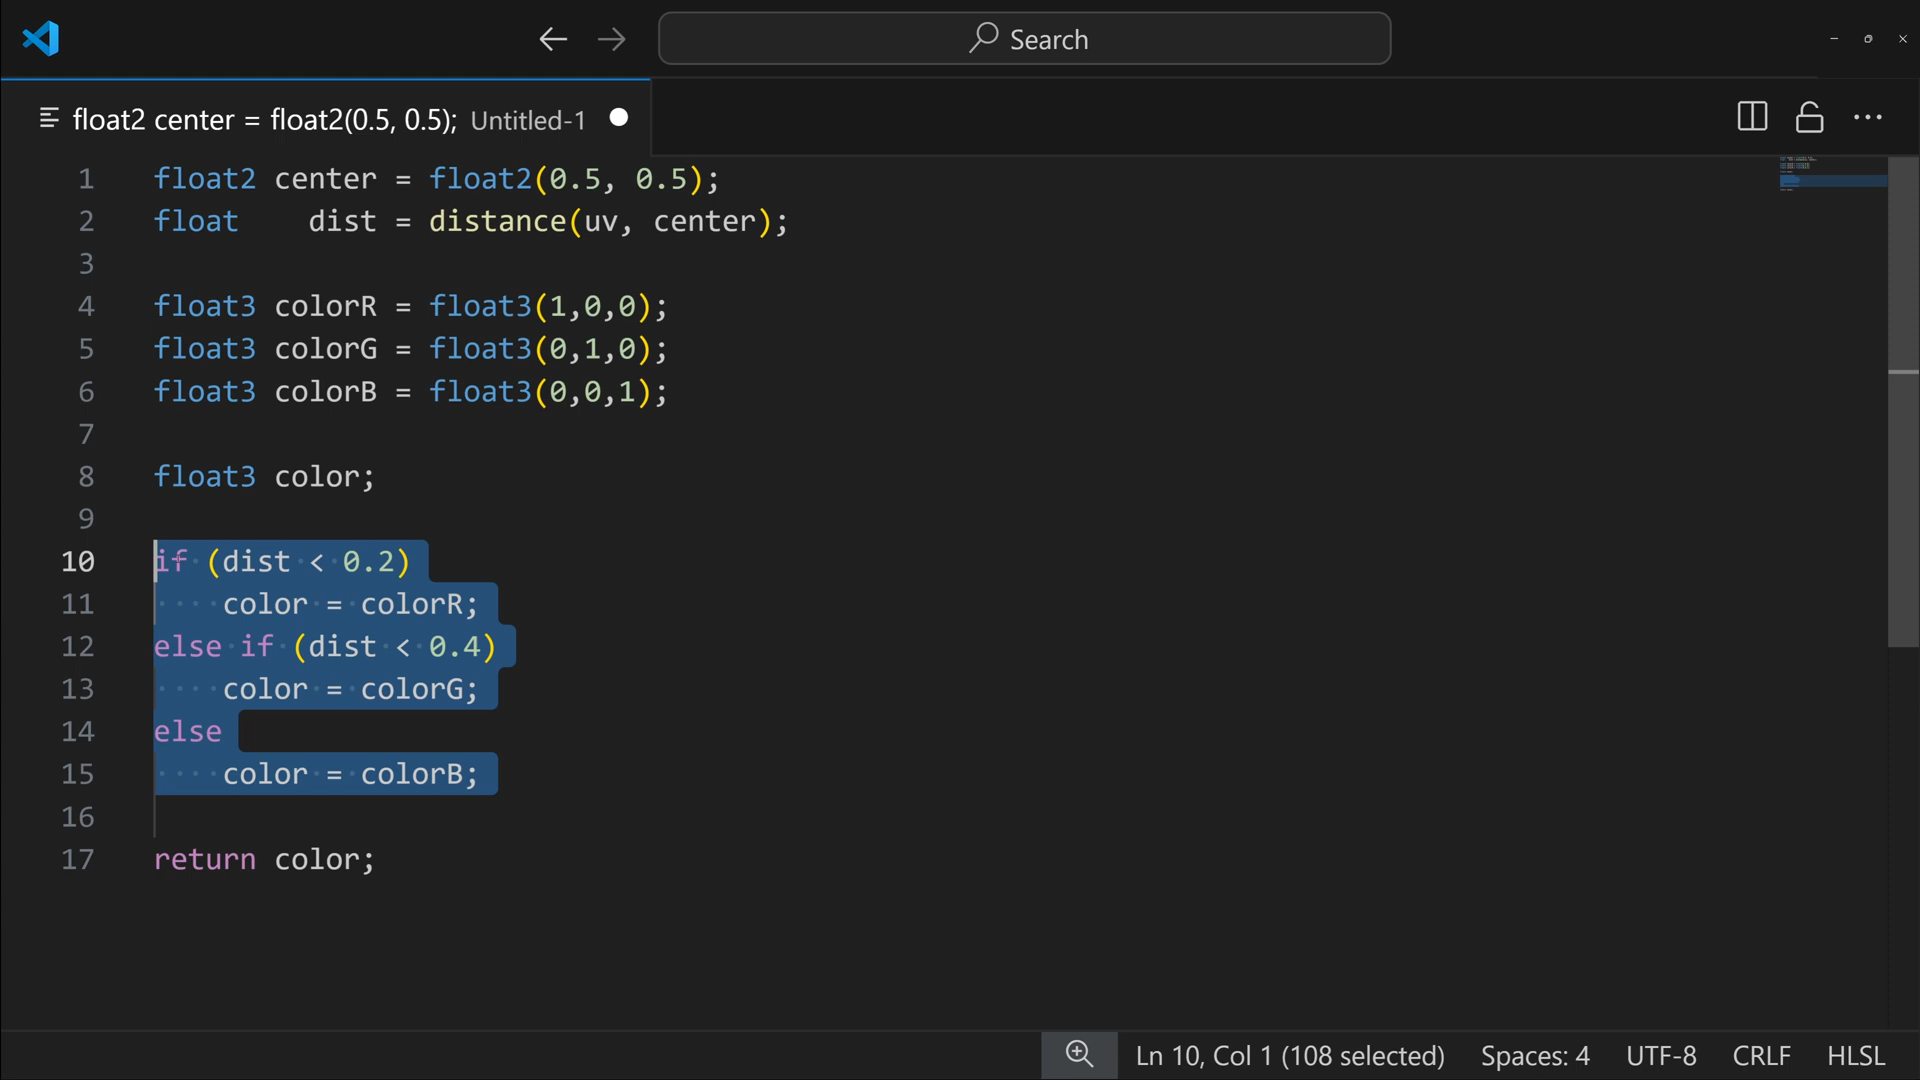 Search
float2 center = float2(0.5, 0.5); Untitled-1
1 float2 center = float2(0.5, 0.5);
2 float    dist = distance(uv, center);
3
4 float3 colorR = float3(1,0,0);
5 float3 colorG = float3(0,1,0);
6 float3 colorB = float3(0,0,1);
7
8 float3 color;
9
10 if (dist < 0.2)
11     color = colorR;
12 else if (dist < 0.4)
13     color = colorG;
14 else
15     color = colorB;
16
17 return color;
Ln 10, Col 1 (108 selected) Spaces: 4 UTF-8 CRLF HLSL